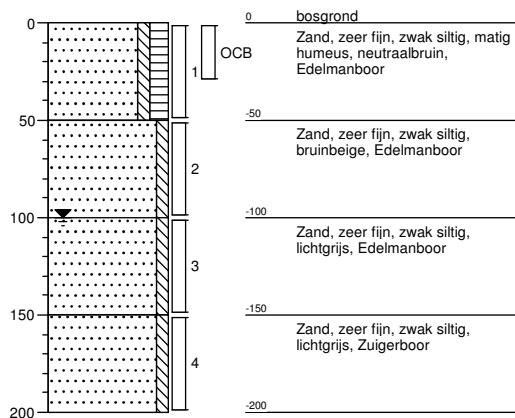 0
50
100
150
200
1
2
3
4
OCB
0
bosgrond
Zand, zeer fijn, zwak siltig, matig
humeus, neutraalbruin,
Edelmanboor
-50
Zand, zeer fijn, zwak siltig,
bruinbeige, Edelmanboor
-100
Zand, zeer fijn, zwak siltig,
lichtgrijs, Edelmanboor
-150
Zand, zeer fijn, zwak siltig,
lichtgrijs, Zuigerboor
-200